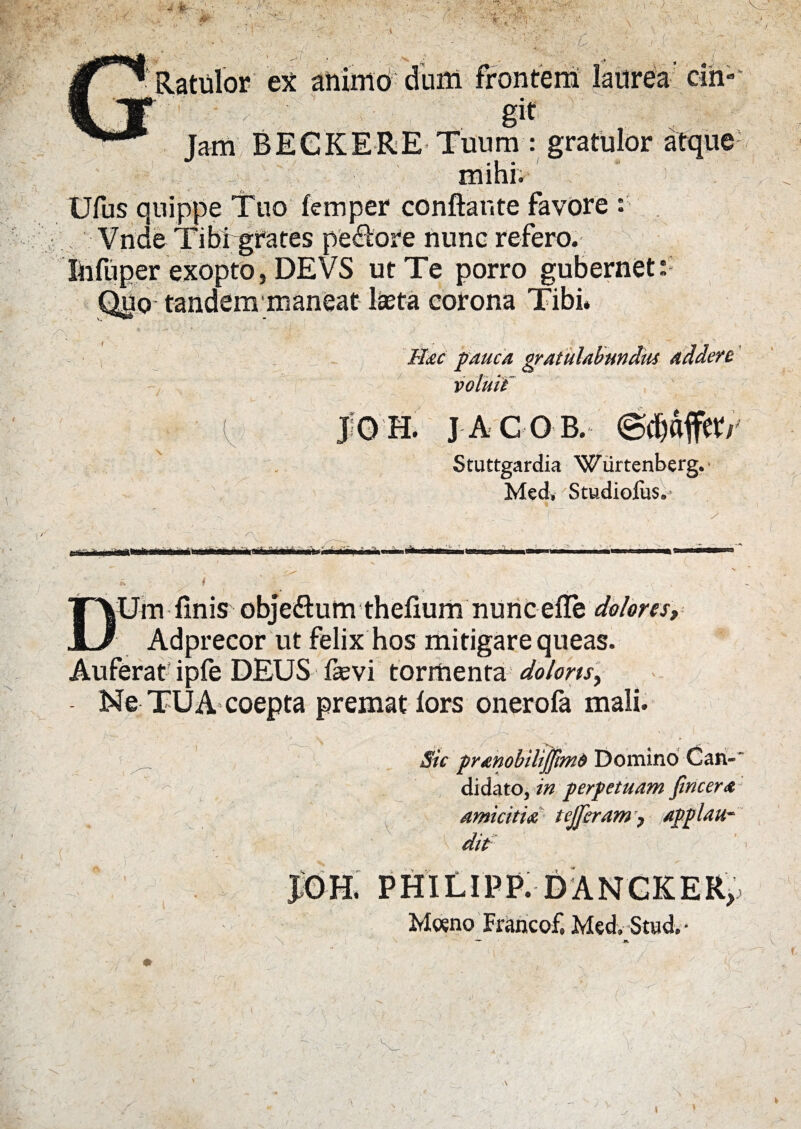 GRatulor ex animo dum frontem laurea cin-
git
Jam BECKERE Tuum : gratulor atque
mihi.
Uſus quippe Tuo ſemper conſtante favore :
Vnde Tibi grates pectore nunc refero.
Inſuper exopto, DEVS ut Te porro gubernet:
Quo tandem maneat læta corona Tibi.
Hæc pauca gratulabundus addere
voluit
JOH. JACOB. Schäffer,
Stuttgardia Würtenberg.
Med. Studioſus.
DUm finis objectum theſium nunc eſſe dolores,
Adprecor ut felix hos mitigare queas.
Auferat ipſe DEUS ſævi tormenta doloris,
Ne TUA coepta premat ſors oneroſa mali.
Sic prænobiliſſimô Domino Can-
didato, in perpetuam ſinceræ
amicitiæ teſſeram, applau-
dit
JOH. PHILIPP. DANCKER,
Mœno Francof. Med. Stud.